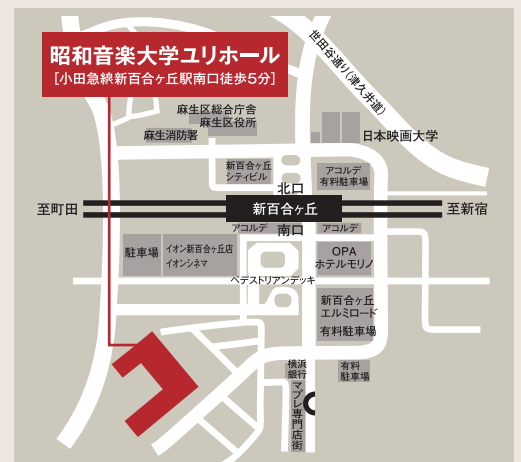 昭和音楽大学ユリホール
[小田急線新百合ヶ丘駅南口徒歩5分]
世田谷通り(津久井道)
麻生区総合庁舎
麻生区役所
麻生消防署
日本映画大学
新百合ヶ丘
シティビル
アコルデ
有料駐車場
北口
至町田
新百合ヶ丘
至新宿
アコルデ
南口
アコルデ
駐車場
イオン新百合ヶ丘店
イオンシネマ
OPA
ホテルモリノ
ペデストリアンデッキ
新百合ヶ丘
エルミロード
有料駐車場
横浜
銀行
有料
駐車場
マプレ専門店街